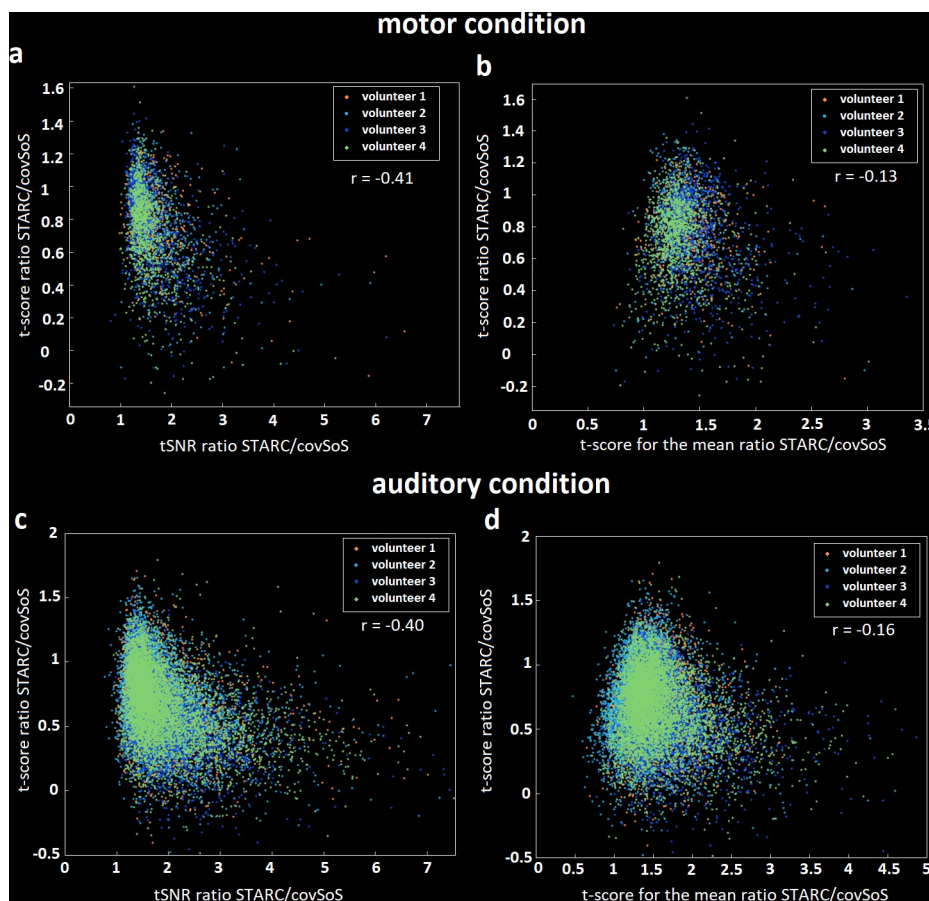 motor condition
a
t-score ratio STARC/covSoS
1.6
1.4
1.2
1
0.8
0.6
0.4
0.2
0
-0.2
0 1 2 3 4 5 6 7
tSNR ratio STARC/covSoS
volunteer 1
volunteer 2
volunteer 3
volunteer 4
r = -0.41
b
t-score ratio STARC/covSoS
1.6
1.4
1.2
1
0.8
0.6
0.4
0.2
0
-0.2
0 0.5 1 1.5 2 2.5 3 3.5
t-score for the mean ratio STARC/covSoS
volunteer 1
volunteer 2
volunteer 3
volunteer 4
r = -0.13
auditory condition
c
t-score ratio STARC/covSoS
2
1.5
1
0.5
0
-0.5
0 1 2 3 4 5 6 7
tSNR ratio STARC/covSoS
volunteer 1
volunteer 2
volunteer 3
volunteer 4
r = -0.40
d
t-score ratio STARC/covSoS
2
1.5
1
0.5
0
-0.5
0 0.5 1 1.5 2 2.5 3 3.5 4 4.5 5
t-score for the mean ratio STARC/covSoS
volunteer 1
volunteer 2
volunteer 3
volunteer 4
r = -0.16